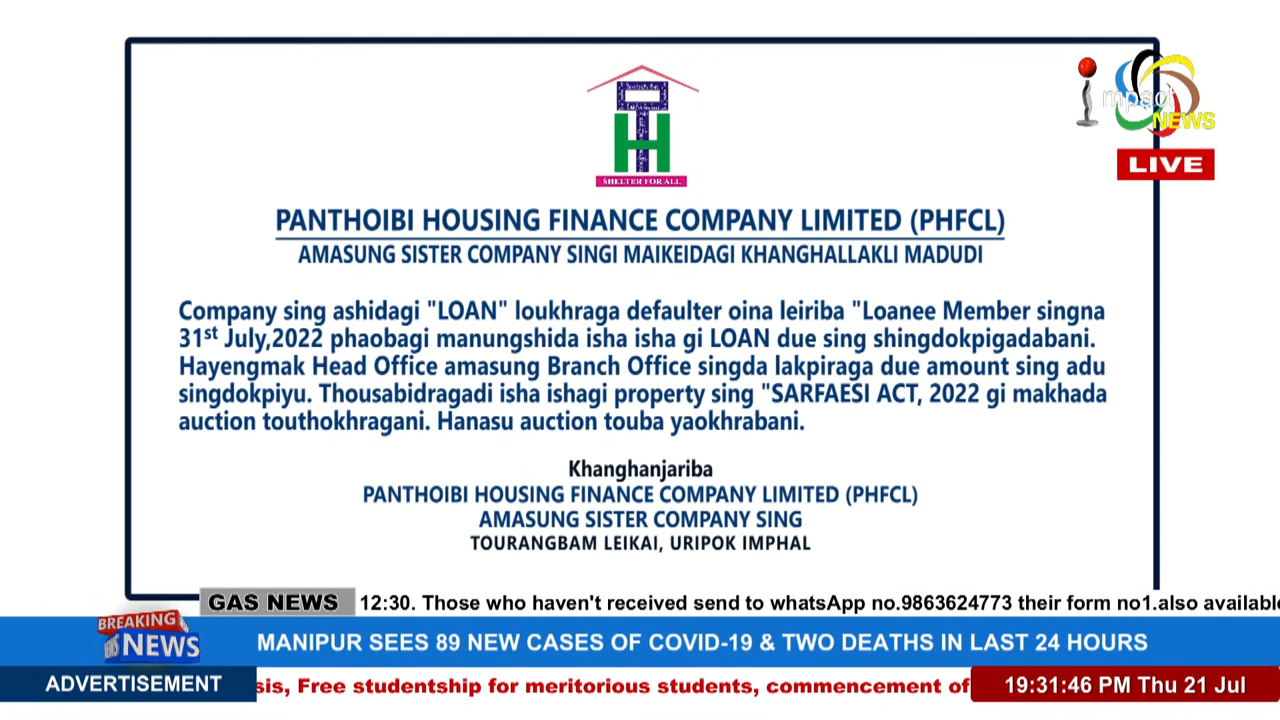 impact
NEWS
LIVE
SHELTER FOR ALL
PANTHOIBI HOUSING FINANCE COMPANY LIMITED (PHFCL)
AMASUNG SISTER COMPANY SINGI MAIKEIDAGI KHANGHALLAKLI MADUDI
Company sing ashidagi "LOAN" loukhraga defaulter oina leiriba "Loanee Member singna
31st July,2022 phaobagi manungshida isha isha gi LOAN due sing shingdokpigadabani.
Hayengmak Head Office amasung Branch Office singda lakpiraga due amount sing adu
singdokpiyu. Thousabidragadi isha ishagi property sing "SARFAESI ACT, 2022 gi makhada
auction touthokhragani. Hanasu auction touba yaokhrabani.
Khanghanjariba
PANTHOIBI HOUSING FINANCE COMPANY LIMITED (PHFCL)
AMASUNG SISTER COMPANY SING
TOURANGBAM LEIKAI, URIPOK IMPHAL
GAS NEWS 12:30. Those who haven't received send to whatsApp no.9863624773 their form no1.also available
BREAKING
NEWS
MANIPUR SEES 89 NEW CASES OF COVID-19 & TWO DEATHS IN LAST 24 HOURS
ADVERTISEMENT sis, Free studentship for meritorious students, commencement of 19:31:46 PM Thu 21 Jul